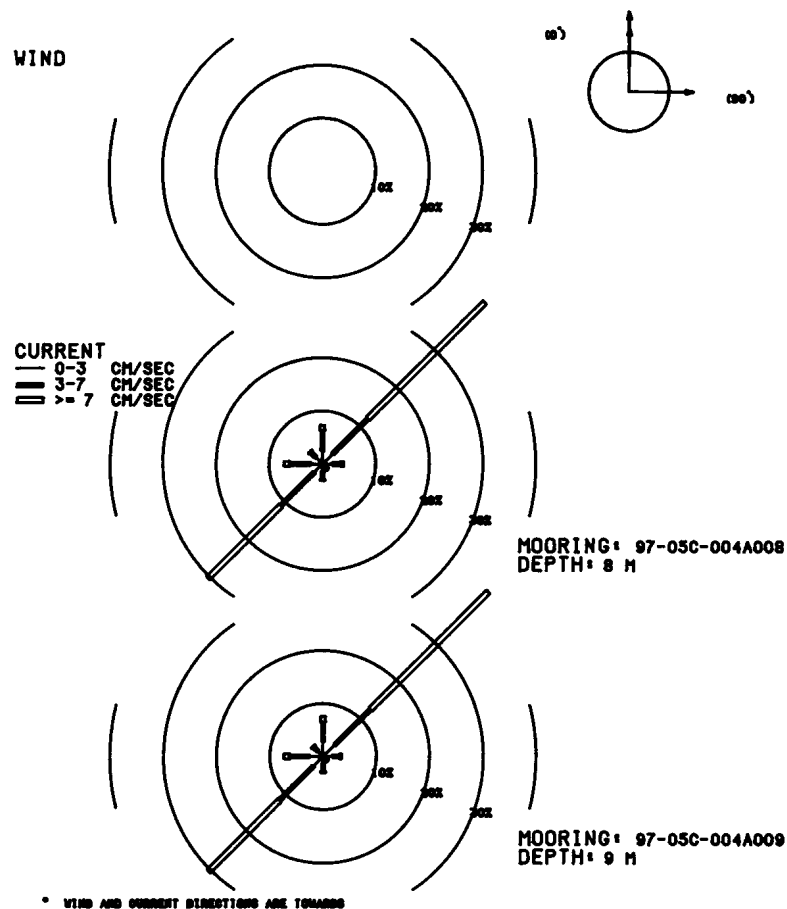 WIND
(0°)
(90°)
10%
20%
30%
CURRENT
0-3 CM/SEC
3-7 CM/SEC
>= 7 CM/SEC
10%
20%
30%
MOORING: 97-05C-004A008
DEPTH: 8 M
10%
20%
30%
MOORING: 97-05C-004A009
DEPTH: 9 M
* WIND AND CURRENT DIRECTIONS ARE TOWARDS